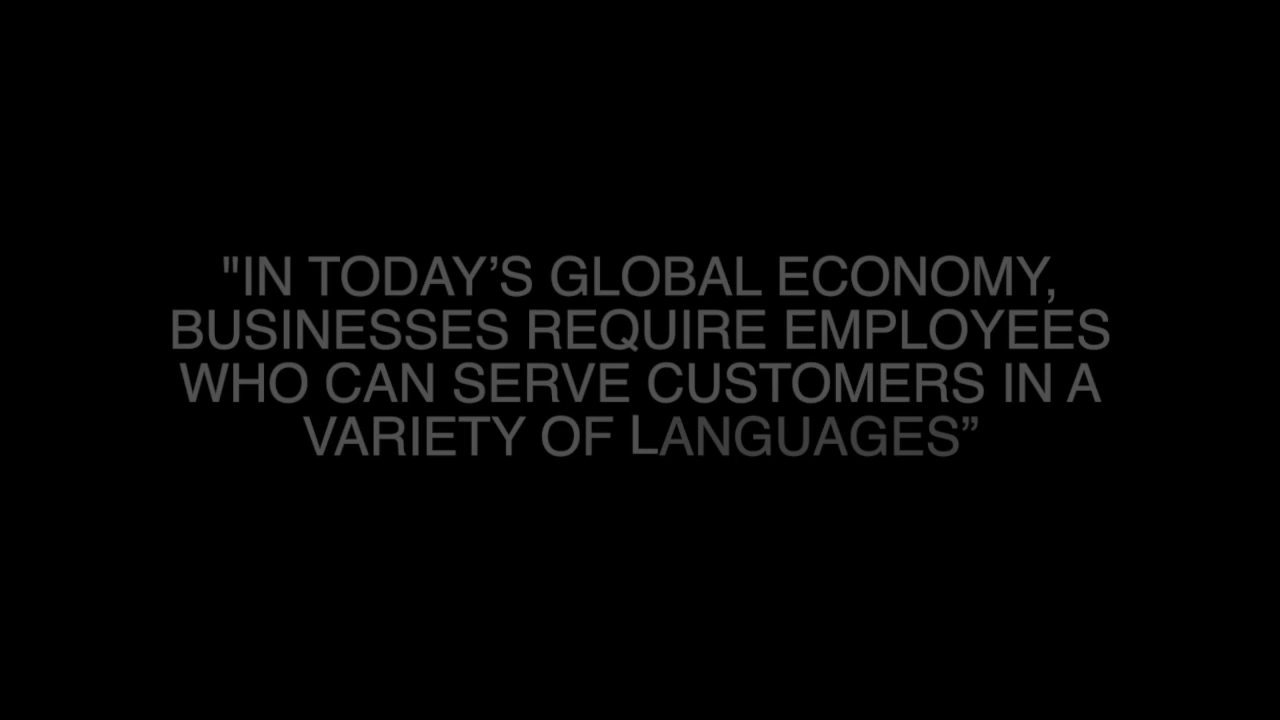 "IN TODAY’S GLOBAL ECONOMY,
BUSINESSES REQUIRE EMPLOYEES
WHO CAN SERVE CUSTOMERS IN A
VARIETY OF LANGUAGES”